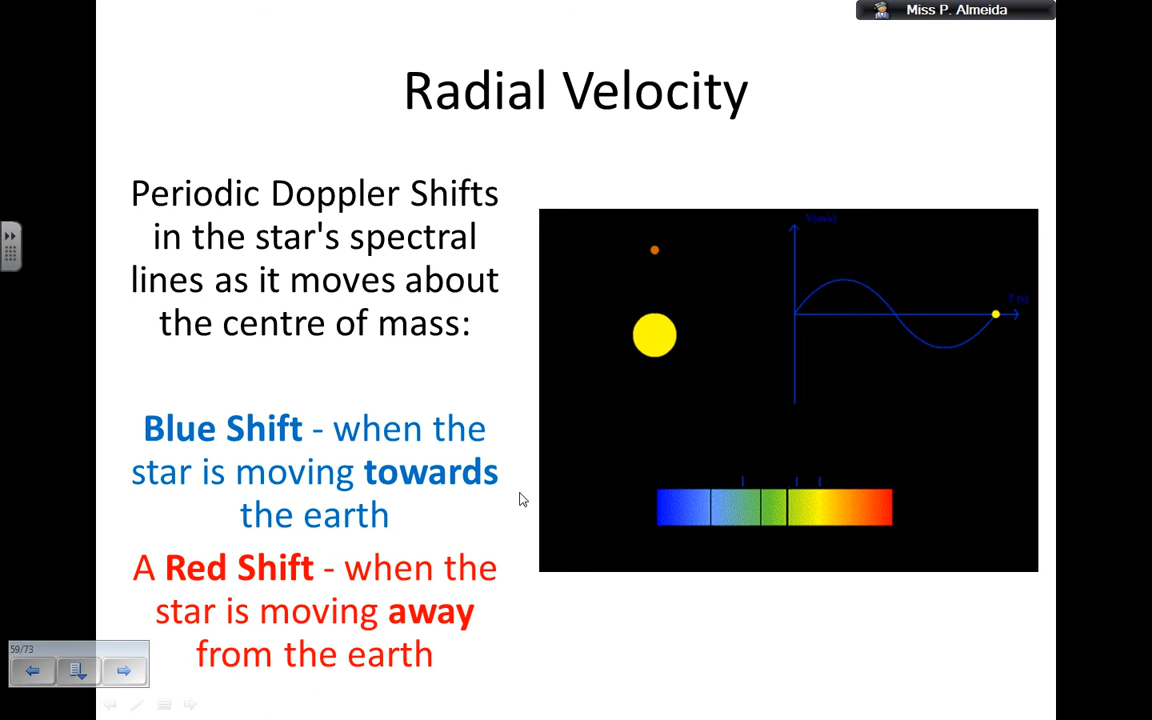 Miss P. Almeida
Radial Velocity
Periodic Doppler Shifts
in the star's spectral
lines as it moves about
the centre of mass:
Blue Shift - when the
star is moving towards
the earth
A Red Shift - when the
star is moving away
from the earth
V(m/s)
T (s)
59/73